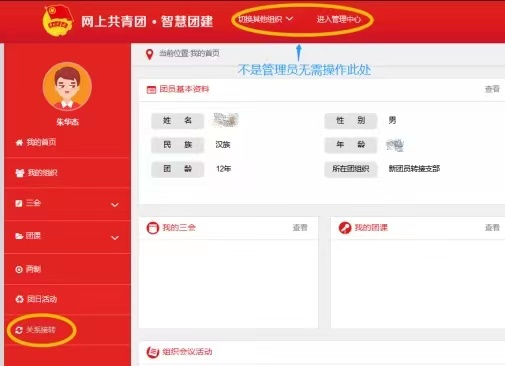 网上共青团·智慧团建
切换其他组织 进入管理中心
不是管理员无需操作此处
当前位置:我的首页
朱华杰
我的首页
我的组织
三会
团课
两制
团日活动
关系接转
团员基本资料 查看
姓 名
性 别 男
民 族 汉族
年 龄
团 龄 12年
所在团组织 新团员转接支部
我的三会 查看
我的团课 查看
组织会议活动